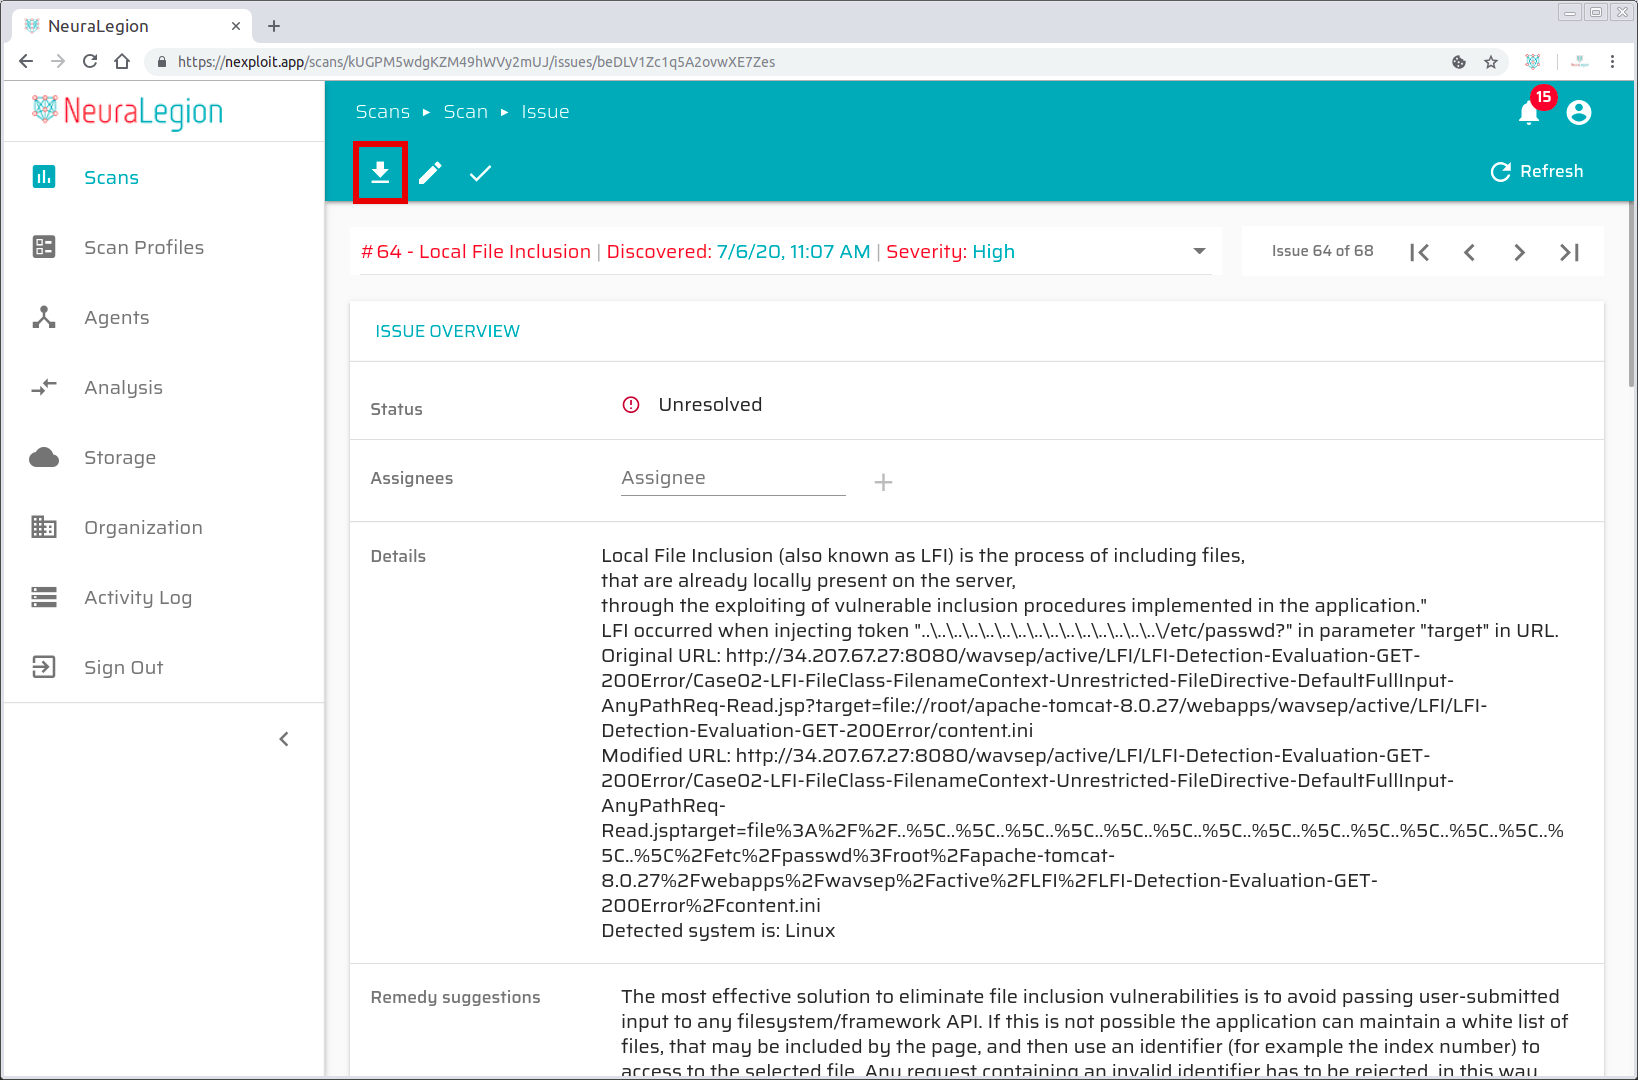 NeuraLegion
https://nexploit.app/scans/kUGPM5wdgKZM49hWVy2mUJ/issues/beDLV1Zc1q5A2ovwXE7Zes
NeuraLegion
Scans ▸ Scan ▸ Issue
15
Refresh
Scans
Scan Profiles
Agents
Analysis
Storage
Organization
Activity Log
Sign Out
#64 - Local File Inclusion | Discovered: 7/6/20, 11:07 AM | Severity: High
Issue 64 of 68
ISSUE OVERVIEW
Status
Unresolved
Assignees
Assignee
Details
Local File Inclusion (also known as LFI) is the process of including files,
that are already locally present on the server,
through the exploiting of vulnerable inclusion procedures implemented in the application."
LFI occurred when injecting token "..\..\..\..\..\..\..\..\..\..\..\..\..\..\..\/etc/passwd?" in parameter "target" in URL.
Original URL: http://34.207.67.27:8080/wavsep/active/LFI/LFI-Detection-Evaluation-GET-
200Error/Case02-LFI-FileClass-FilenameContext-Unrestricted-FileDirective-DefaultFullInput-
AnyPathReq-Read.jsp?target=file://root/apache-tomcat-8.0.27/webapps/wavsep/active/LFI/LFI-
Detection-Evaluation-GET-200Error/content.ini
Modified URL: http://34.207.67.27:8080/wavsep/active/LFI/LFI-Detection-Evaluation-GET-
200Error/Case02-LFI-FileClass-FilenameContext-Unrestricted-FileDirective-DefaultFullInput-
AnyPathReq-
Read.jsptarget=file%3A%2F%2F..%5C..%5C..%5C..%5C..%5C..%5C..%5C..%5C..%5C..%5C..%5C..%5C..%5C..%
5C..%5C%2Fetc%2Fpasswd%3Froot%2Fapache-tomcat-
8.0.27%2Fwebapps%2Fwavsep%2Factive%2FLFI%2FLFI-Detection-Evaluation-GET-
200Error%2Fcontent.ini
Detected system is: Linux
Remedy suggestions
The most effective solution to eliminate file inclusion vulnerabilities is to avoid passing user-submitted
input to any filesystem/framework API. If this is not possible the application can maintain a white list of
files, that may be included by the page, and then use an identifier (for example the index number) to
access to the selected file. Any request containing an invalid identifier has to be rejected, in this way